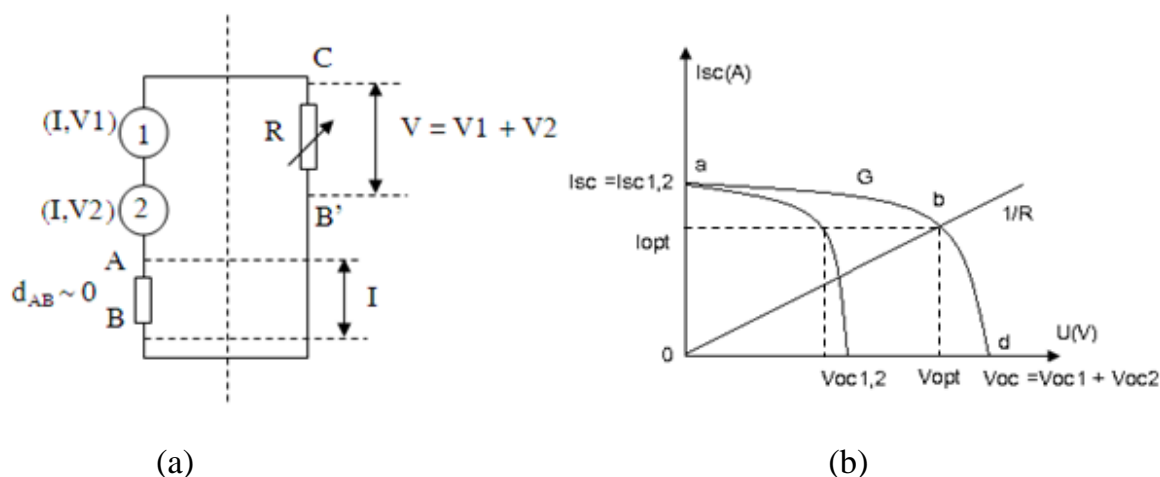 C
(I,V1)
1
R
V = V1 + V2
(I,V2)
2
B'
A
d_AB ~ 0
I
B
(a)
Isc(A)
a
G
Isc =Isc1,2
b
1/R
Iopt
U(V)
0
d
Voc1,2
Vopt
Voc =Voc1 + Voc2
(b)